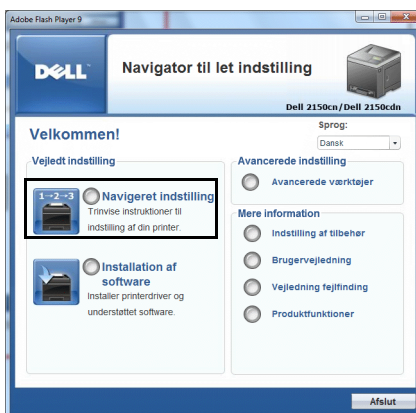 Adobe Flash Player 9
DELL
Navigator til let indstilling
Dell 2150cn/Dell 2150cdn
Velkommen!
Sprog:
Dansk
Vejledt indstilling
1→2→3
Navigeret indstilling
Trinvise instruktioner til
indstilling af din printer.
Installation af
software
Installer printerdriver og
understøttet software.
Avancerede indstilling
Avancerede værktøjer
Mere information
Indstilling af tilbehør
Brugervejledning
Vejledning fejlfinding
Produktfunktioner
Afslut